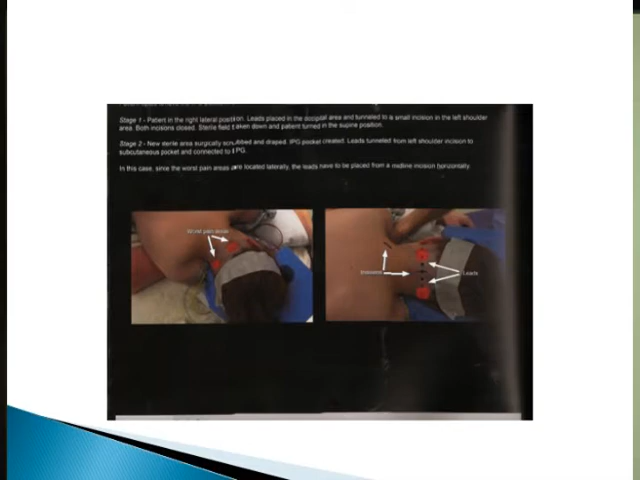 Stage 1 - Patient in the right lateral position. Leads placed in the occipital area and tunneled to a small incision in the left shoulder
area. Both incisions closed. Sterile field taken down and patient turned in the supine position.
Stage 2 - New sterile area surgically scrubbed and draped. IPG pocket created. Leads tunneled from left shoulder incision to
subcutaneous pocket and connected to IPG.
In this case, since the worst pain areas are located laterally, the leads have to be placed from a midline incision horizontally.
Worst pain areas
Incisions
Leads